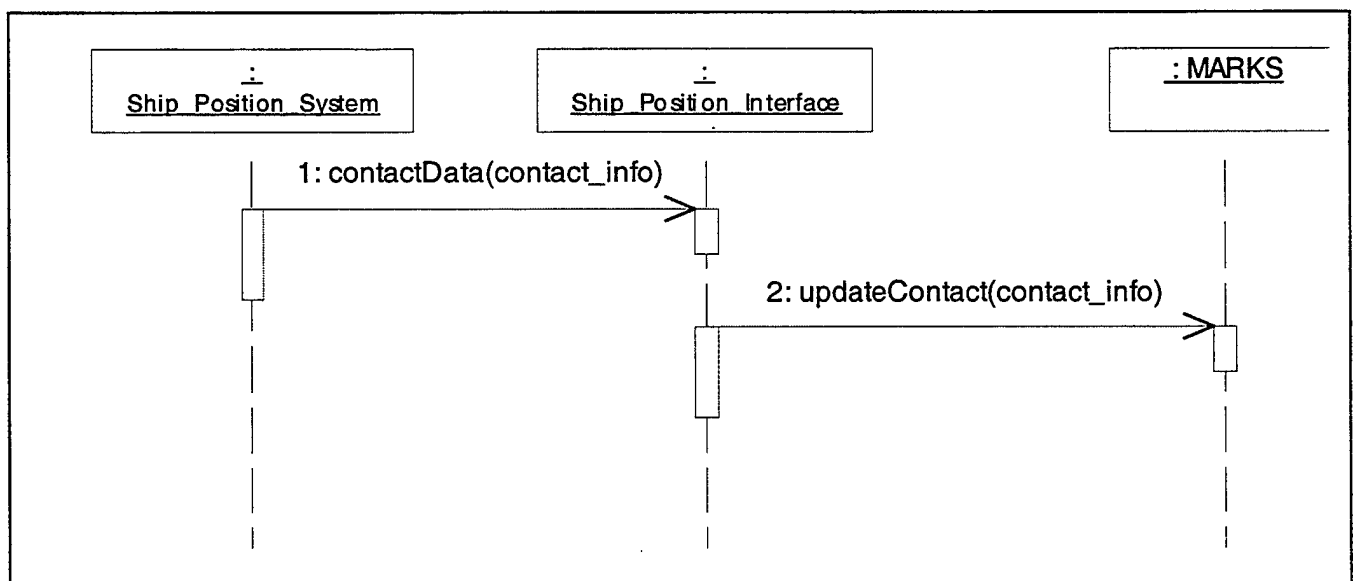 :
Ship_Position_System
:
Ship_Position_Interface
: MARKS
1: contactData(contact_info)
2: updateContact(contact_info)